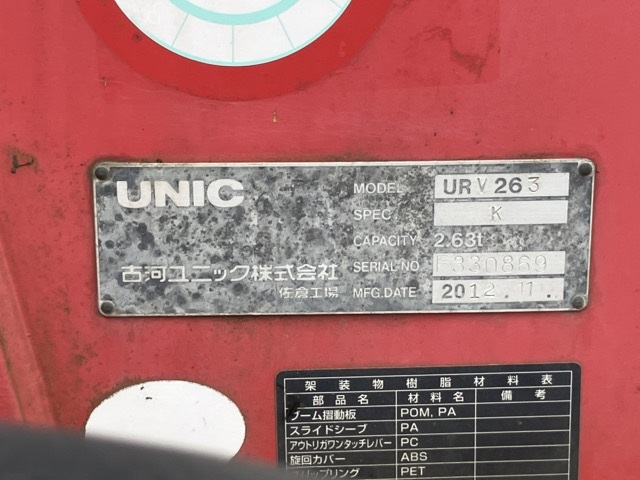 UNIC
MODEL URV263
SPEC. K
CAPACITY 2.63t
古河ユニック株式会社 SERIAL NO F330869
佐倉工場 MFG.DATE 2012.11.
架装物樹脂材料表
部品名 材料名 備考
ブーム摺動板 POM, PA
スライドシーブ PA
アウトリガワンタッチレバー PC
旋回カバー ABS
PET